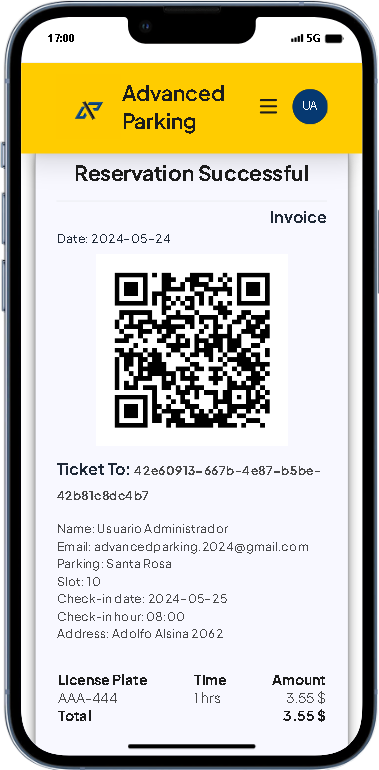 17:00 5G
Advanced
Parking
UA
Reservation Successful
Invoice
Date: 2024-05-24
Ticket To: 42e60913-667b-4e87-b5be-
42b81c8dc4b7
Name: Usuario Administrador
Email: advancedparking.2024@gmail.com
Parking: Santa Rosa
Slot: 10
Check-in date: 2024-05-25
Check-in hour: 08:00
Address: Adolfo Alsina 2062
License Plate Time Amount
AAA-444 1 hrs 3.55 $
Total 3.55 $